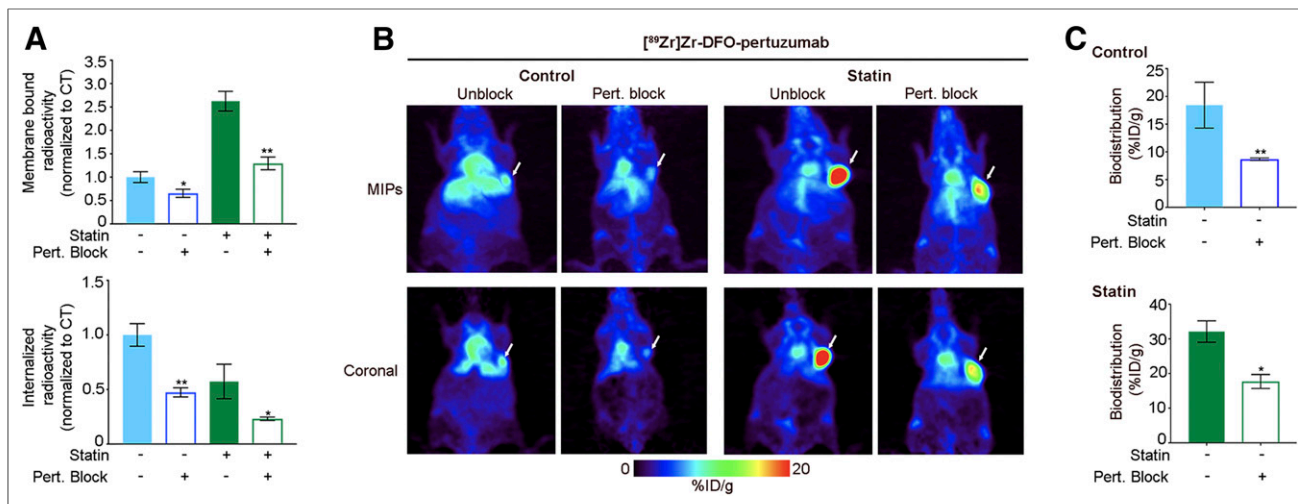 A
Membrane bound
radioactivity
(normalized to CT)
3.5
3.0
2.5
2.0
1.5
1.0
0.5
0
*
**
Statin - - + +
Pert. Block - + - +
Internalized
radioactivity
(normalized to CT)
1.5
1.0
0.5
0
**
*
Statin - - + +
Pert. Block - + - +
B
[⁸⁹Zr]Zr-DFO-pertuzumab
Control Statin
Unblock Pert. block Unblock Pert. block
MIPs
Coronal
0 20
%ID/g
C
Control
Biodistribution
(%ID/g)
25
20
15
10
5
0
**
Statin - -
Pert. Block - +
Statin
Biodistribution
(%ID/g)
40
30
20
10
0
*
Statin - -
Pert. Block - +